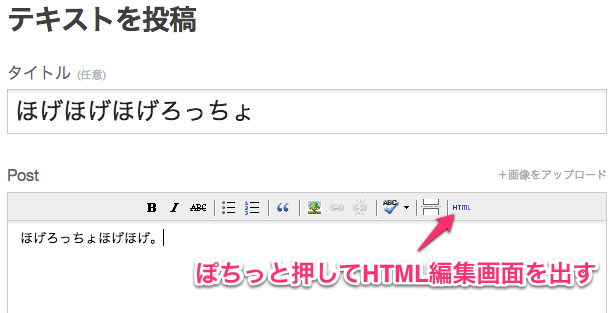 テキストを投稿
タイトル (任意)
ほげほげほげろっちょ
Post
＋画像をアップロード
B I ABC “ ABC HTML
ほげろっちょほげほげ。
ぽちっと押してHTML編集画面を出す